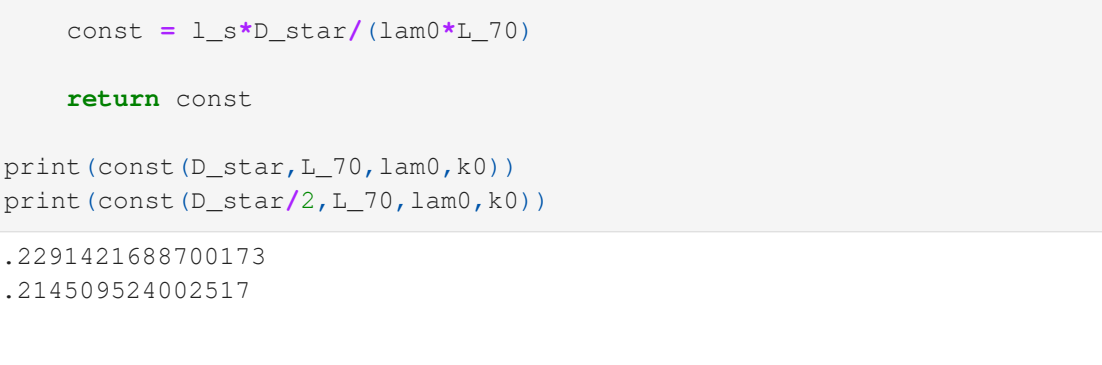 const = l_s*D_star/(lam0*L_70)
return const
print(const(D_star,L_70,lam0,k0))
print(const(D_star/2,L_70,lam0,k0))
.2291421688700173
.214509524002517